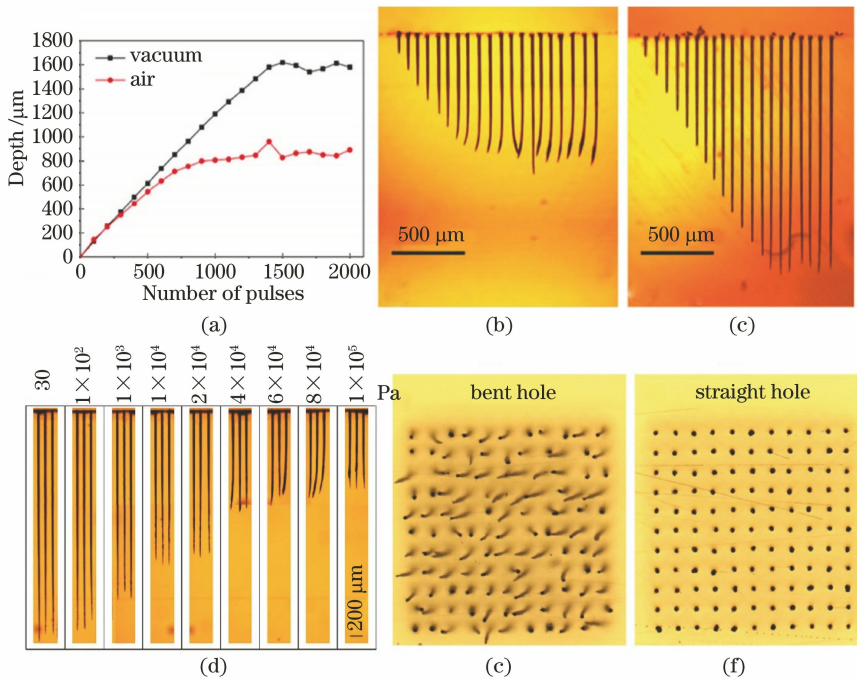 1800
1600
1400
1200
1000
800
600
400
200
0
Depth /μm
vacuum
air
0
500
1000
1500
2000
Number of pulses
(a)
500 μm
(b)
500 μm
(c)
30
1×10²
1×10³
1×10⁴
2×10⁴
4×10⁴
6×10⁴
8×10⁴
1×10⁵
Pa
200 μm
(d)
bent hole
(c)
straight hole
(f)